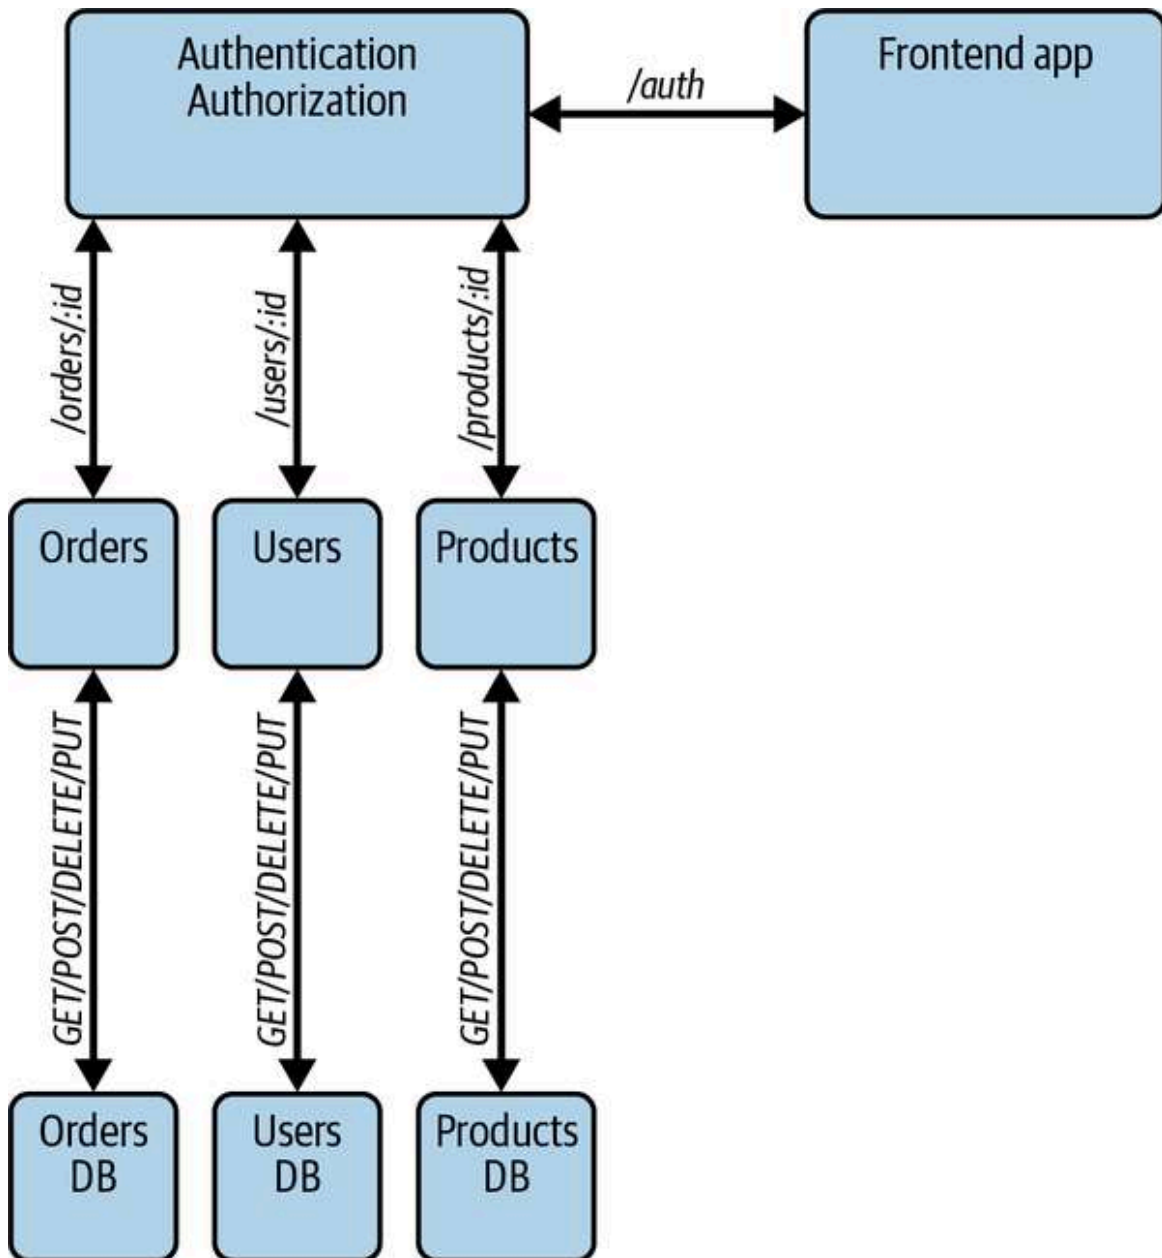 Authentication
Authorization
/auth
Frontend app
/orders/:id
/users/:id
/products/:id
Orders
Users
Products
GET/POST/DELETE/PUT
GET/POST/DELETE/PUT
GET/POST/DELETE/PUT
Orders
DB
Users
DB
Products
DB